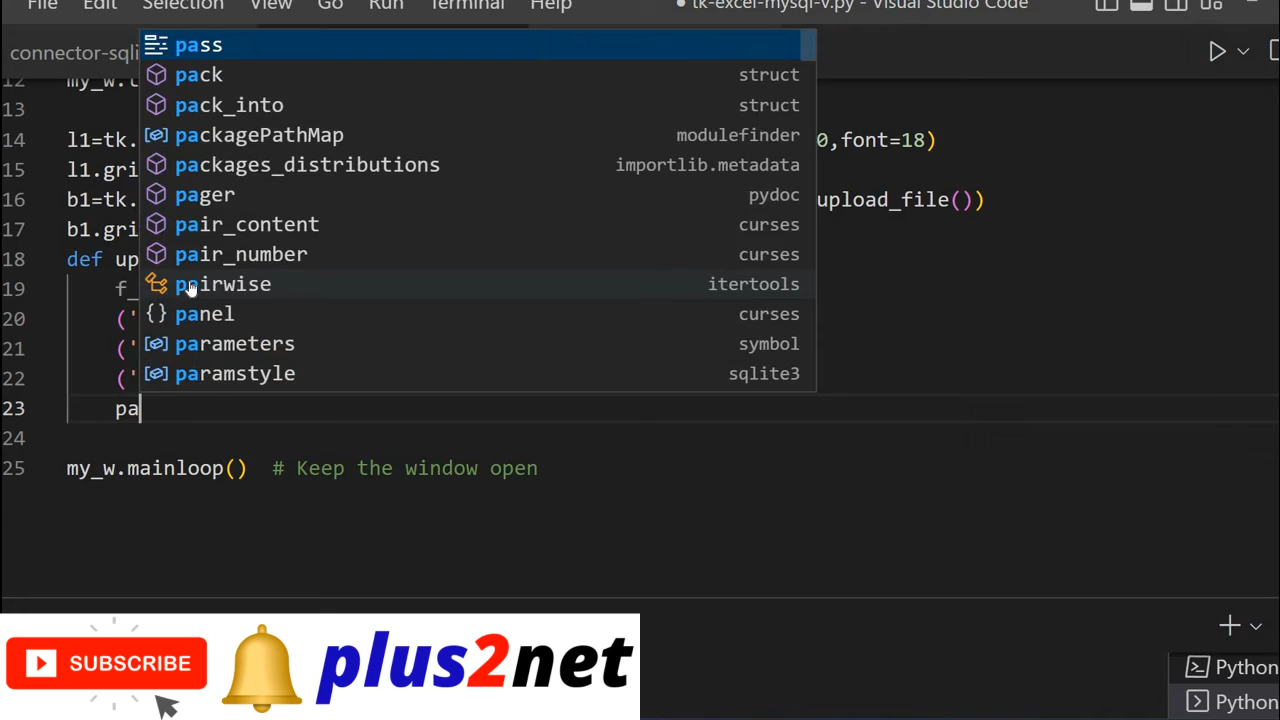 File Edit Selection View Go Run Terminal Help ● tk-excel-mysql-v.py - Visual Studio Code
connector-sqli
pass
pack struct
pack_into struct
packagePathMap modulefinder
packages_distributions importlib.metadata
pager pydoc
pair_content curses
pair_number curses
pairwise itertools
panel curses
parameters symbol
paramstyle sqlite3
12 my_w.t
13
14 l1=tk. 0,font=18)
15 l1.gri
16 b1=tk. upload_file())
17 b1.gri
18 def up
19 f_
20 ('
21 ('
22 ('
23 pa
24
25 my_w.mainloop() # Keep the window open
SUBSCRIBE
plus2net
Python
Python